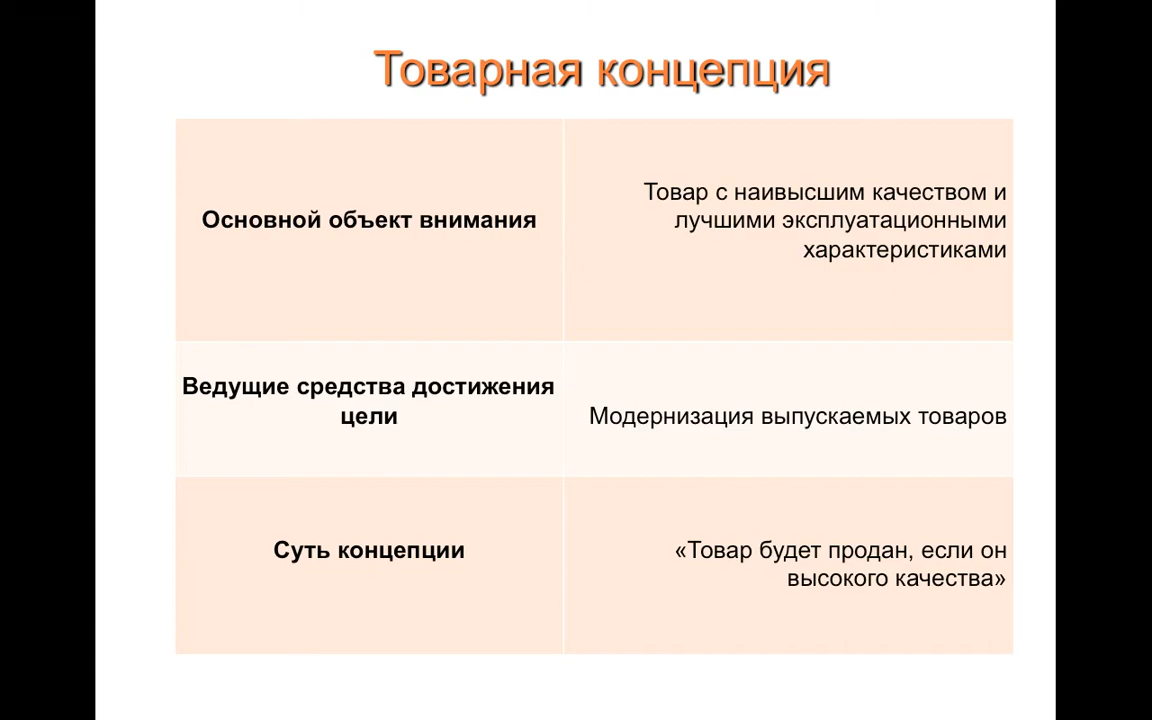 Товарная концепция
Основной объект внимания
Товар с наивысшим качеством и
лучшими эксплуатационными
характеристиками
Ведущие средства достижения
цели
Модернизация выпускаемых товаров
Суть концепции
«Товар будет продан, если он
высокого качества»